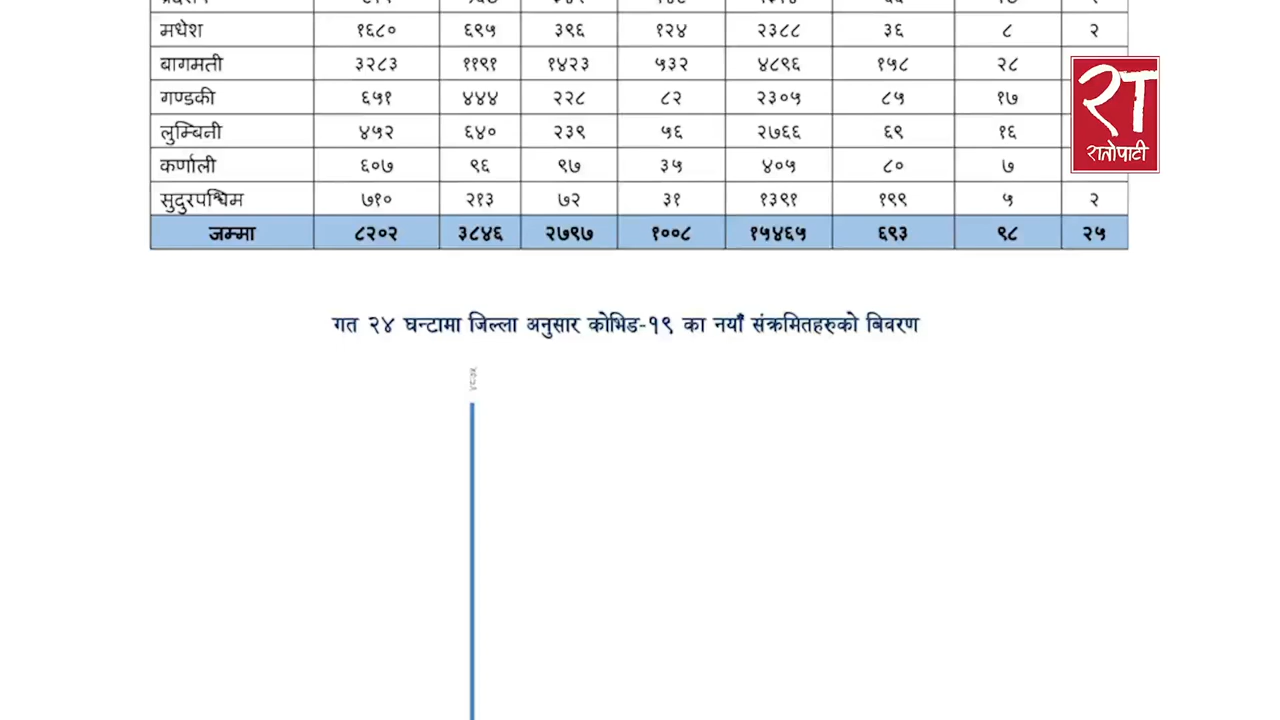 मधेश १६८० ६९५ ३९६ १२४ २३८८ ३६ ८ २
बागमती ३२८३ ११९१ १४२३ ५३२ ४८९६ १५८ २८
गण्डकी ६५१ ४४४ २२८ ८२ २३०५ ८५ १७
लुम्बिनी ४५२ ६४० २३९ ५६ २७६६ ६९ १६
कर्णाली ६०७ ९६ ९७ ३५ ४०५ ८० ७
सुदुरपश्चिम ७१० २१३ ७२ ३१ १३९१ १९९ ५ २
जम्मा ८२०२ ३८४६ २७९७ १००८ १५४६५ ६९३ ९८ २५
रातोपाटी
गत २४ घन्टामा जिल्ला अनुसार कोभिड-१९ का नयाँ संक्रमितहरुको बिवरण